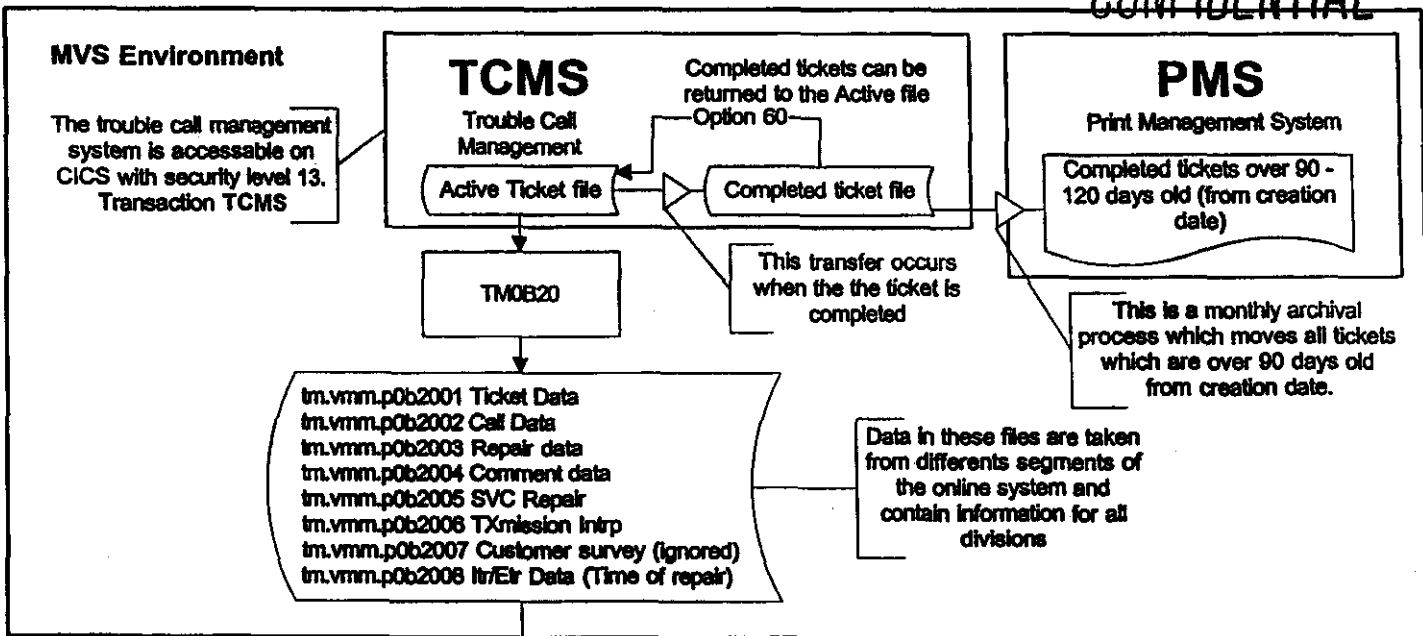 CONFIDENTIAL
MVS Environment
The trouble call management
system is accessable on
CICS with security level 13.
Transaction TCMS
TCMS
Trouble Call
Management
Completed tickets can be
returned to the Active file
Option 60
Active Ticket file
Completed ticket file
PMS
Print Management System
Completed tickets over 90 -
120 days old (from creation
date)
TM0B20
This transfer occurs
when the the ticket is
completed
This is a monthly archival
process which moves all tickets
which are over 90 days old
from creation date.
tm.vmm.p0b2001 Ticket Data
tm.vmm.p0b2002 Call Data
tm.vmm.p0b2003 Repair data
tm.vmm.p0b2004 Comment data
tm.vmm.p0b2005 SVC Repair
tm.vmm.p0b2006 TXmission Intrp
tm.vmm.p0b2007 Customer survey (ignored)
tm.vmm.p0b2008 Itr/Etr Data (Time of repair)
Data in these files are taken
from differents segments of
the online system and
contain information for all
divisions